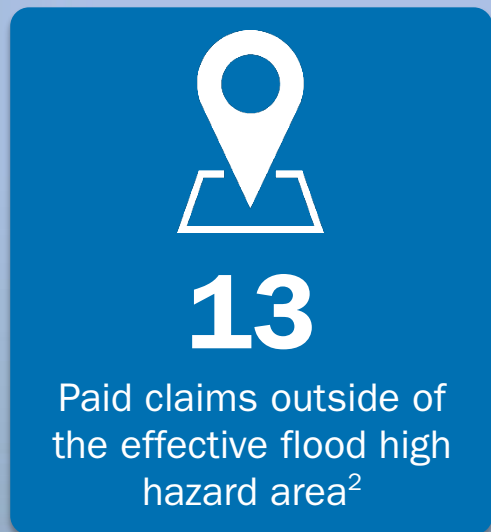 13
Paid claims outside of
the effective flood high
hazard area²